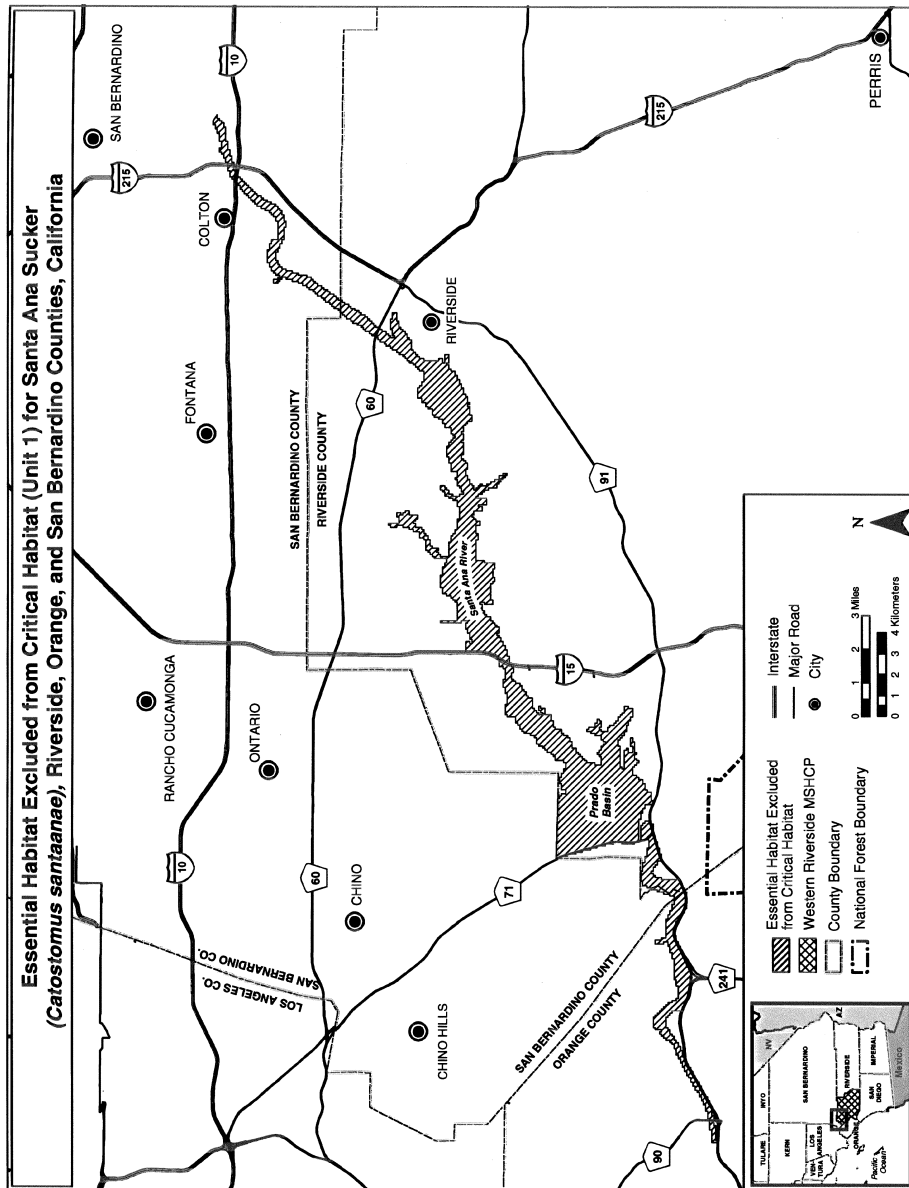 Essential Habitat Excluded from Critical Habitat (Unit 1) for Santa Ana Sucker
(Catostomus santaanae), Riverside, Orange, and San Bernardino Counties, California
SAN BERNARDINO
215
10
COLTON
FONTANA
RANCHO CUCAMONGA
ONTARIO
10
LOS ANGELES CO.
SAN BERNARDINO CO.
SAN BERNARDINO COUNTY
RIVERSIDE COUNTY
60
RIVERSIDE
215
PERRIS
60
CHINO
71
CHINO HILLS
Santa Ana River
15
91
Prado
Basin
SAN BERNARDINO COUNTY
ORANGE COUNTY
241
90
Essential Habitat Excluded
from Critical Habitat
Western Riverside MSHCP
County Boundary
National Forest Boundary
Interstate
Major Road
City
0 1 2 3 Miles
0 1 2 3 4 Kilometers
N
TULARE
INYO
NV
KERN
SAN BERNARDINO
VEN-
TURA
LOS
ANGELES
ORANGE
RIVERSIDE
AZ
SAN
DIEGO
IMPERIAL
Pacific
Ocean
Mexico